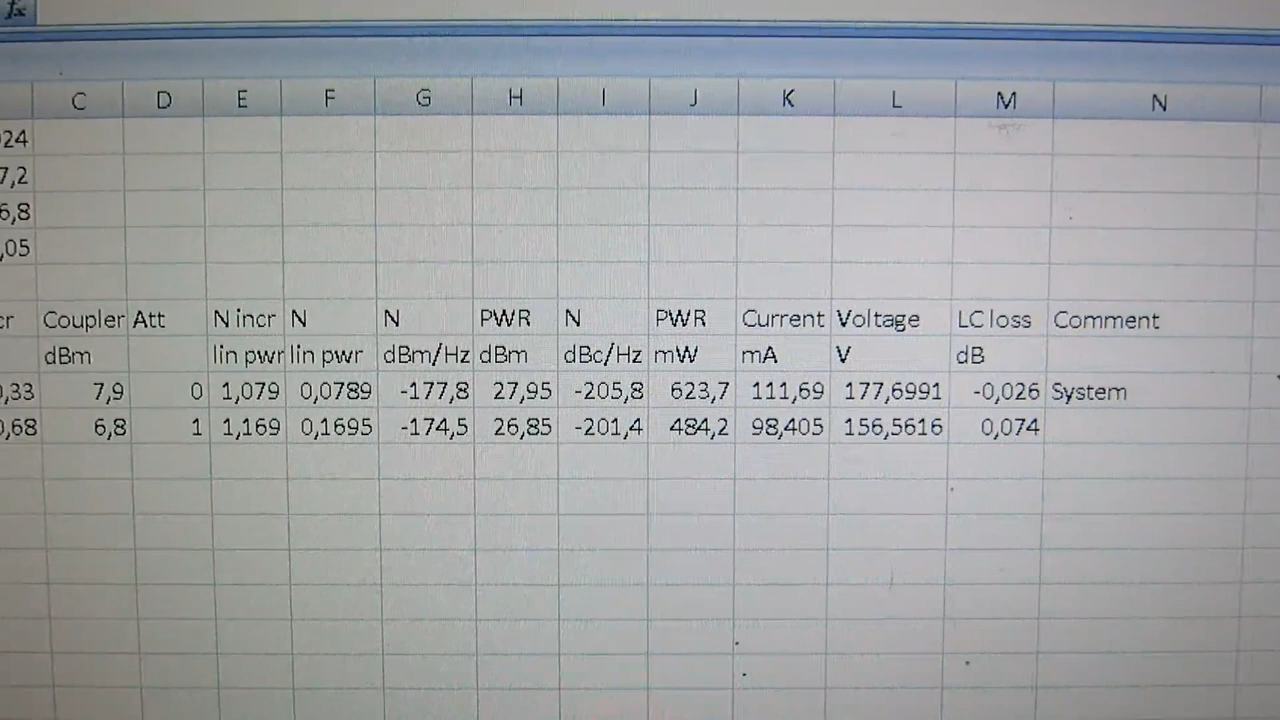 fx
C D E F G H I J K L M N
24
7,2
6,8
,05
cr Coupler Att N incr N N PWR N PWR Current Voltage LC loss Comment
dBm lin pwr lin pwr dBm/Hz dBm dBc/Hz mW mA V dB
,33 7,9 0 1,079 0,0789 -177,8 27,95 -205,8 623,7 111,69 177,6991 -0,026 System
,68 6,8 1 1,169 0,1695 -174,5 26,85 -201,4 484,2 98,405 156,5616 0,074